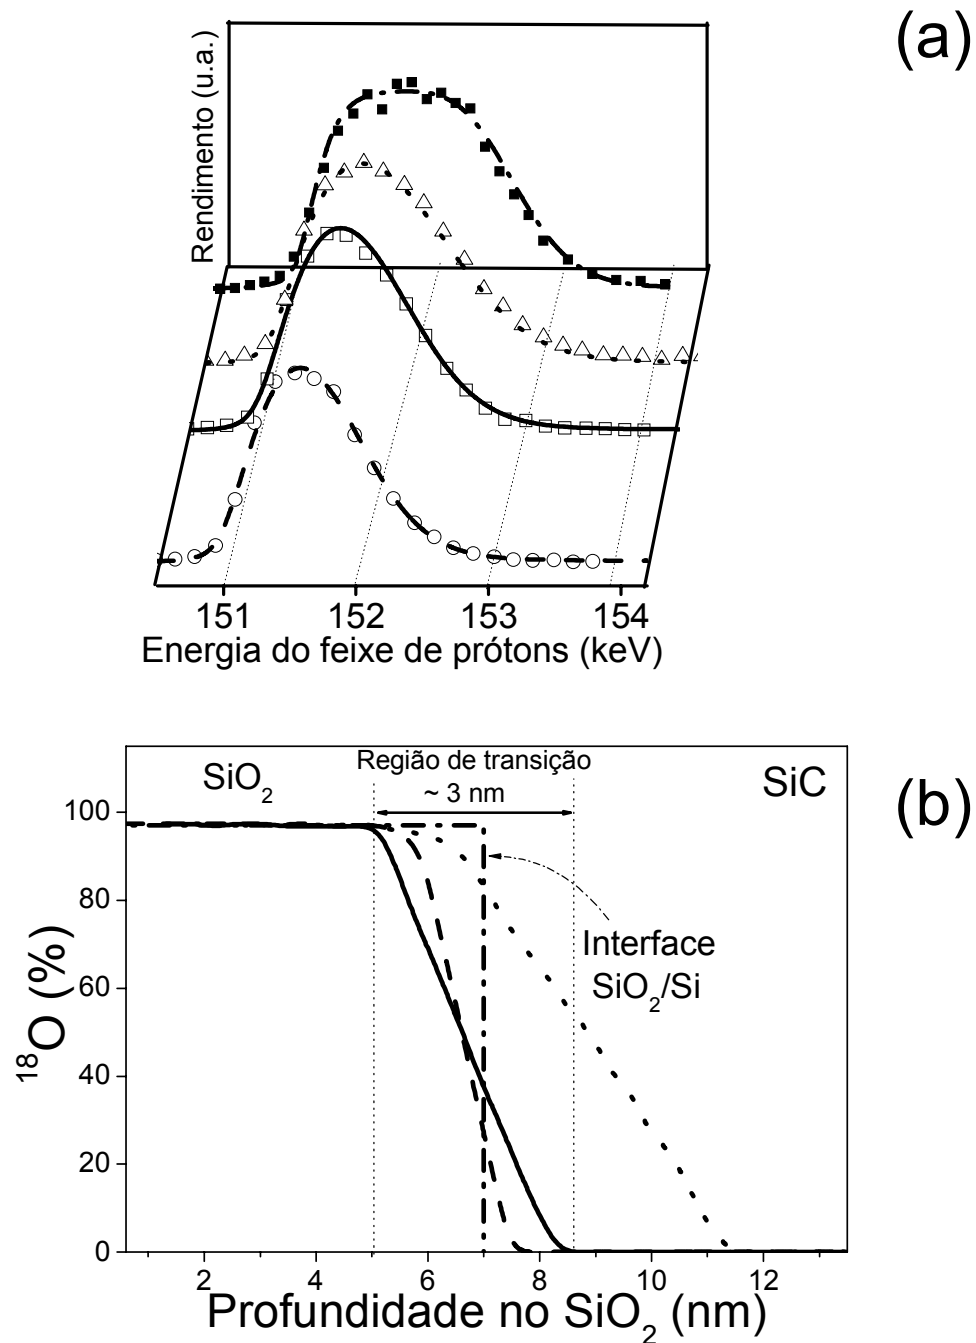 (a)
Rendimento (u.a.)
151 152 153 154
Energia do feixe de prótons (keV)
(b)
SiO2
Região de transição
~ 3 nm
SiC
Interface
SiO2/Si
18O (%)
100
80
60
40
20
0
2 4 6 8 10 12
Profundidade no SiO2 (nm)